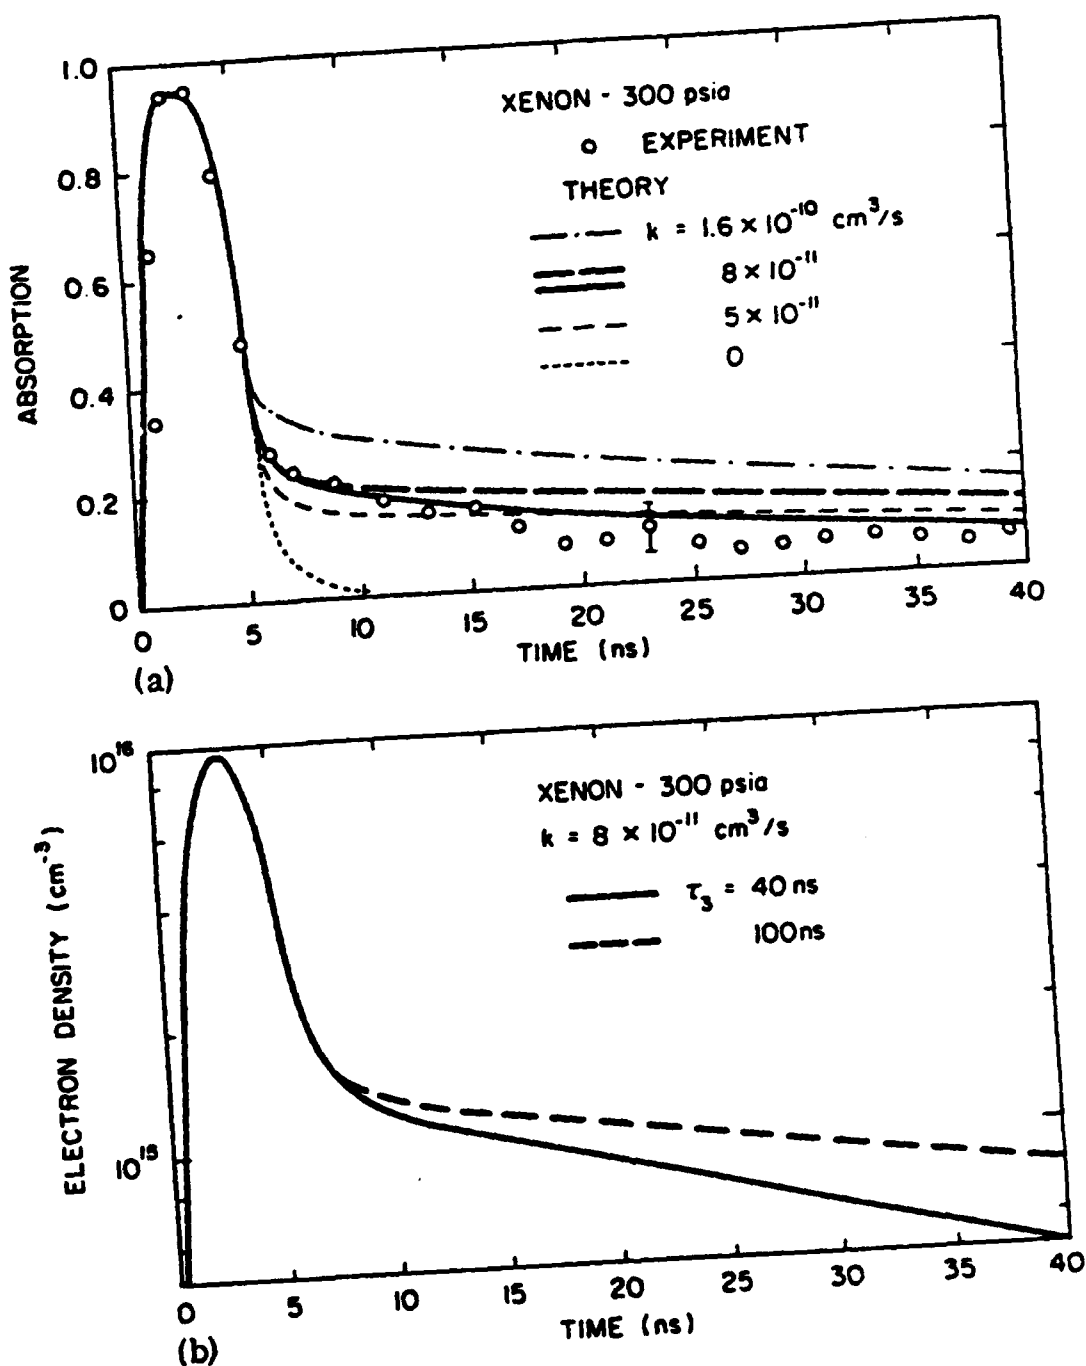 1.0
0.8
0.6
0.4
0.2
0
ABSORPTION
XENON - 300 psia
EXPERIMENT
THEORY
k = 1.6 × 10⁻¹⁰ cm³/s
8 × 10⁻¹¹
5 × 10⁻¹¹
0
0 5 10 15 20 25 30 35 40
TIME (ns)
(a)
10¹⁶
10¹⁵
ELECTRON DENSITY (cm⁻³)
XENON - 300 psia
k = 8 × 10⁻¹¹ cm³/s
τ₃ = 40 ns
100 ns
0 5 10 15 20 25 30 35 40
TIME (ns)
(b)